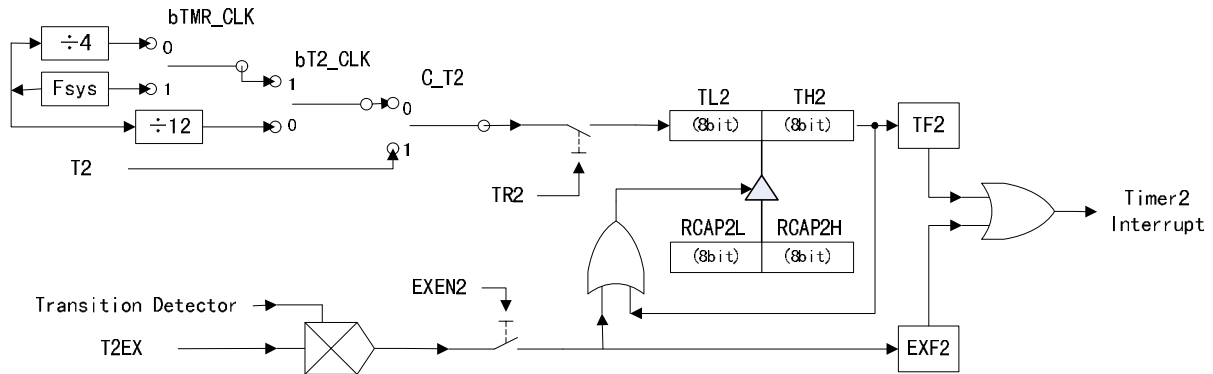 bTMR_CLK
÷4
0
bT2_CLK
Fsys
1
1
C_T2
÷12
0
0
T2
1
TR2
TL2 TH2
(8bit) (8bit)
TF2
RCAP2L RCAP2H
(8bit) (8bit)
Timer2
Interrupt
EXEN2
Transition Detector
T2EX
EXF2